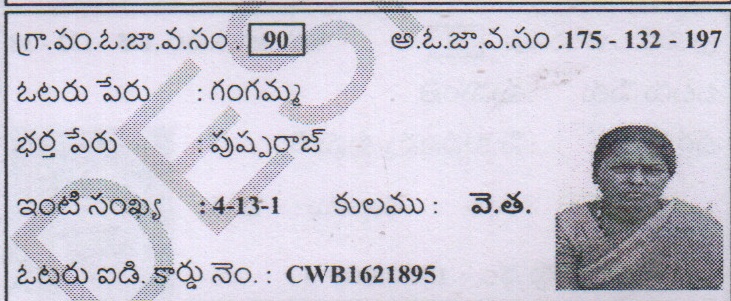 గ్రా.పం.ఓ.జా.వ.సం. 90 అ.ఓ.జా.వ.సం .175 - 132 - 197
ఓటరు పేరు : గంగమ్మ
భర్త పేరు : పుష్పరాజ్
ఇంటి సంఖ్య : 4-13-1 కులము : వె.త.
ఓటరు ఐడి. కార్డు నెం. : CWB1621895